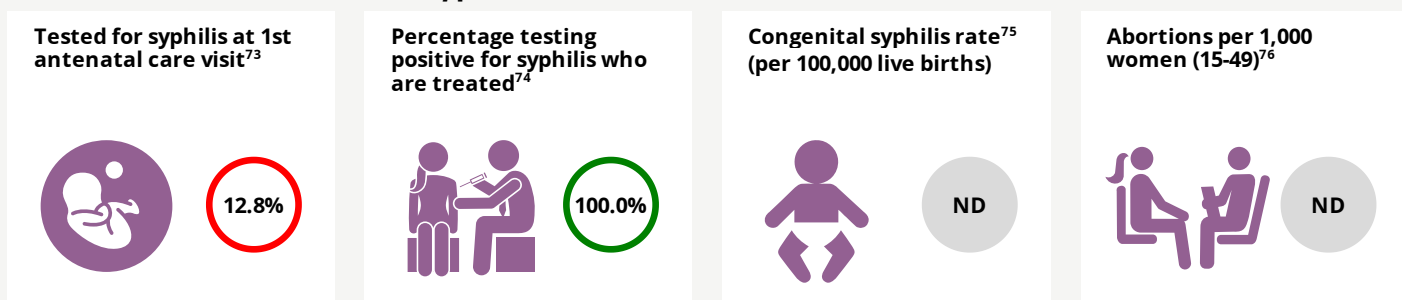 Tested for syphilis at 1st
antenatal care visit73
12.8%
Percentage testing
positive for syphilis who
are treated74
100.0%
Congenital syphilis rate75
(per 100,000 live births)
ND
Abortions per 1,000
women (15-49)76
ND